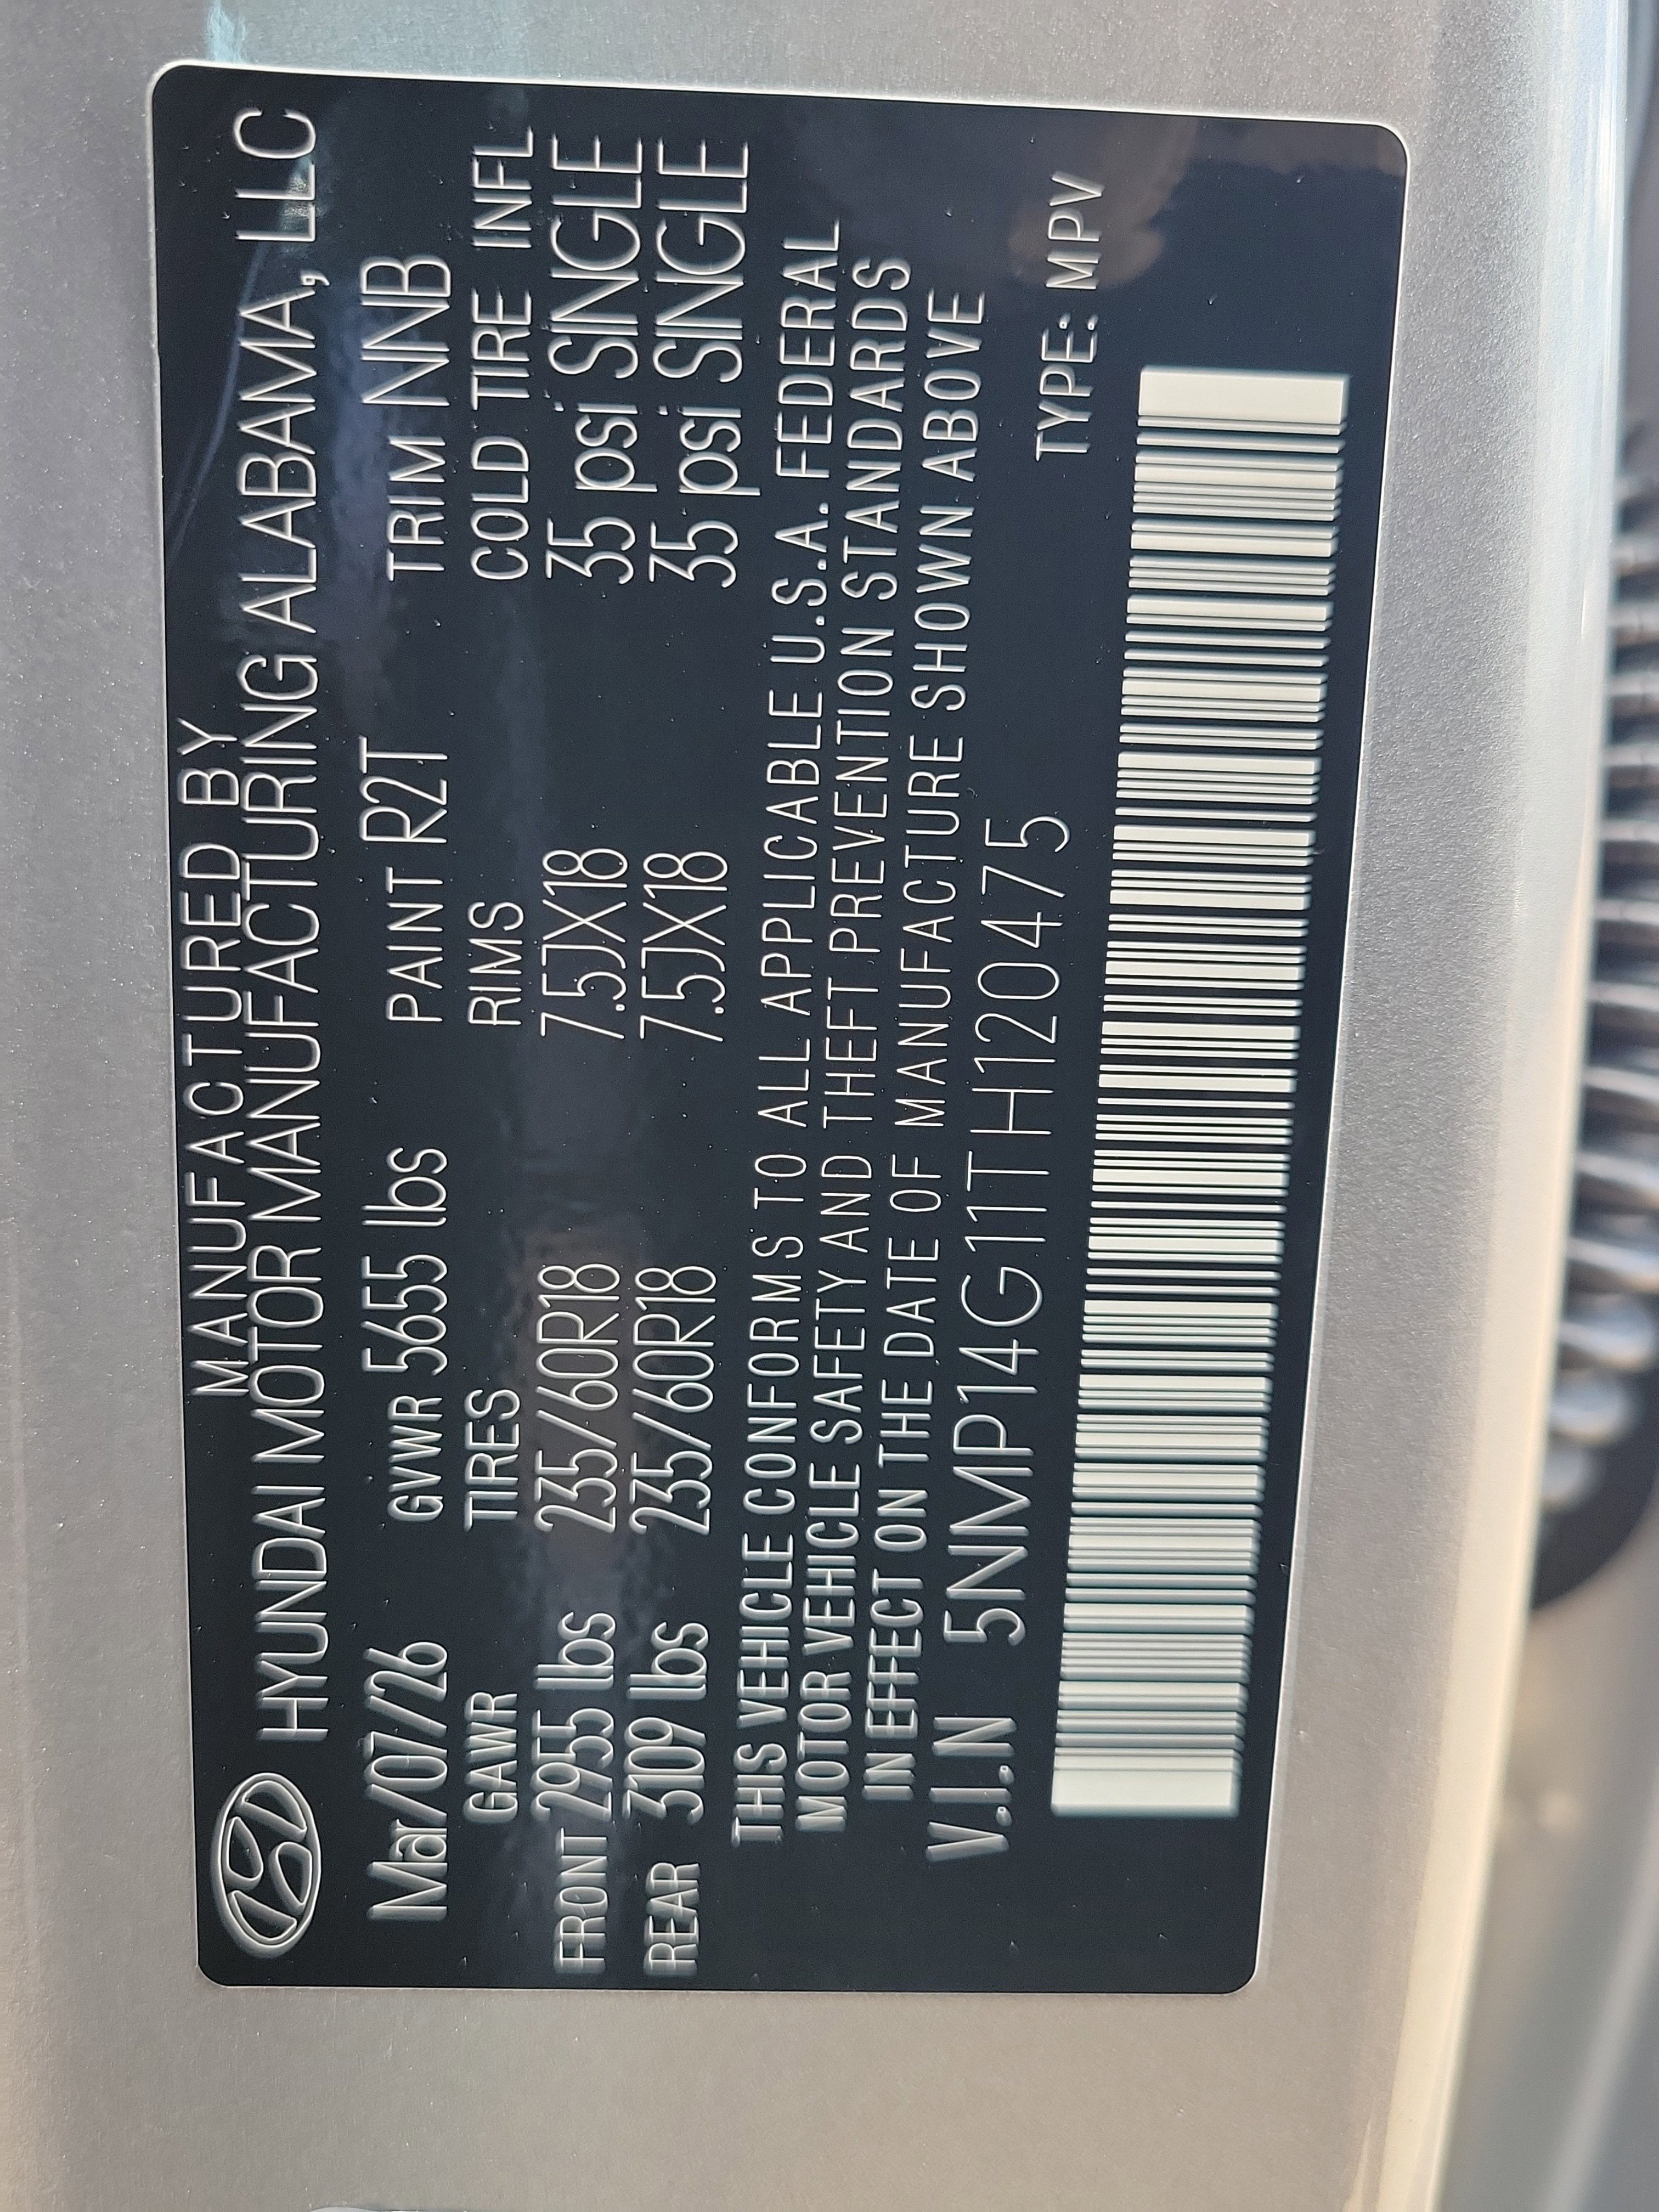 MANUFACTURED BY
HYUNDAI MOTOR MANUFACTURING ALABAMA, LLC
Mar/07/26 GVWR 5655 lbs PAINT R2T TRIM NNB
GAWR TIRES RIMS COLD TIRE INFL
FRONT 2955 lbs 235/60R18 7.5JX18 35 psi SINGLE
REAR 3109 lbs 235/60R18 7.5JX18 35 psi SINGLE
THIS VEHICLE CONFORMS TO ALL APPLICABLE U.S.A. FEDERAL
MOTOR VEHICLE SAFETY AND THEFT PREVENTION STANDARDS
IN EFFECT ON THE DATE OF MANUFACTURE SHOWN ABOVE
V.I.N 5NMP14G11TH120475
TYPE: MPV